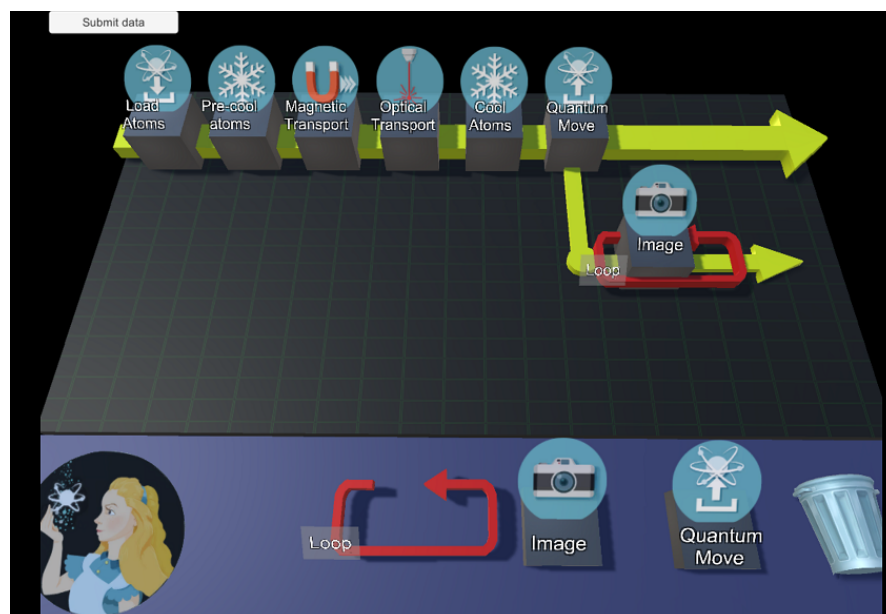 Submit data
Load
Atoms
Pre-cool
atoms
Magnetic
Transport
Optical
Transport
Cool
Atoms
Quantum
Move
Image
Loop
Loop
Image
Quantum
Move